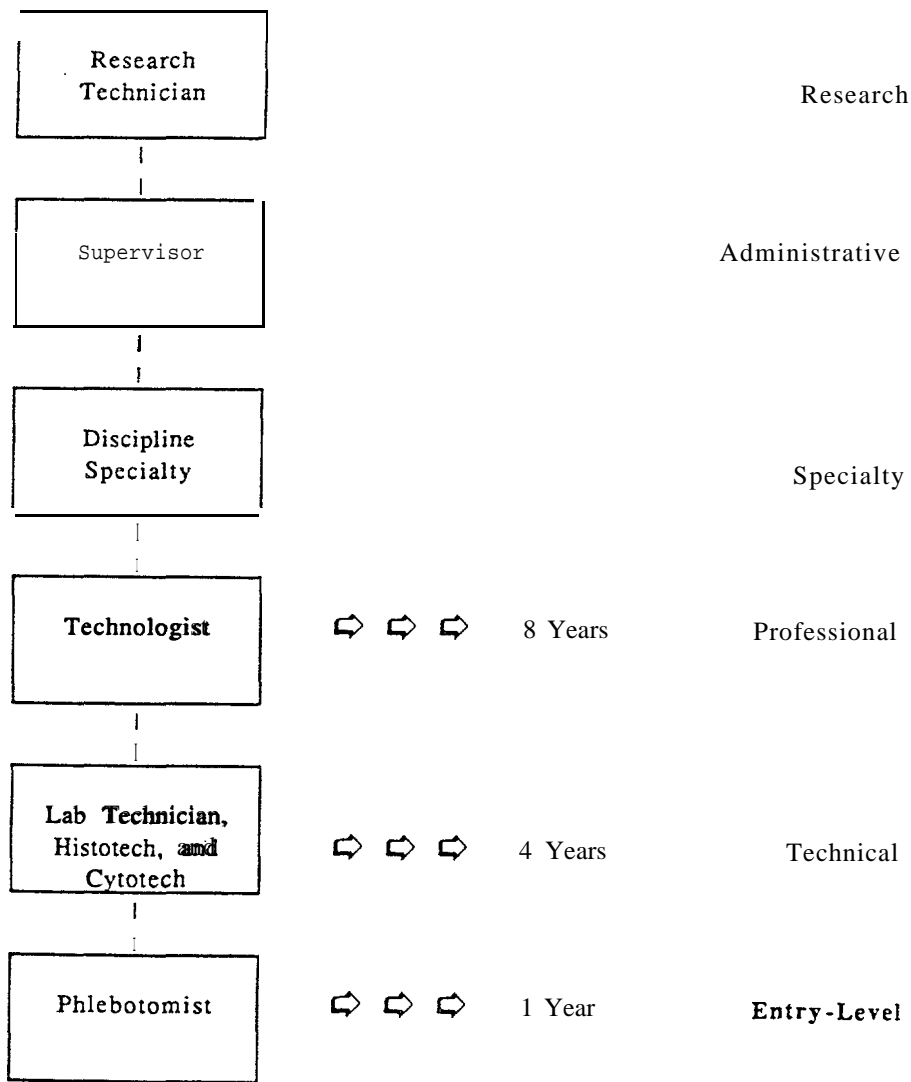 Research
Technician
Research
Supervisor
Administrative
Discipline
Specialty
Specialty
Technologist
8 Years
Professional
Lab Technician,
Histotech, and
Cytotech
4 Years
Technical
Phlebotomist
1 Year
Entry-Level